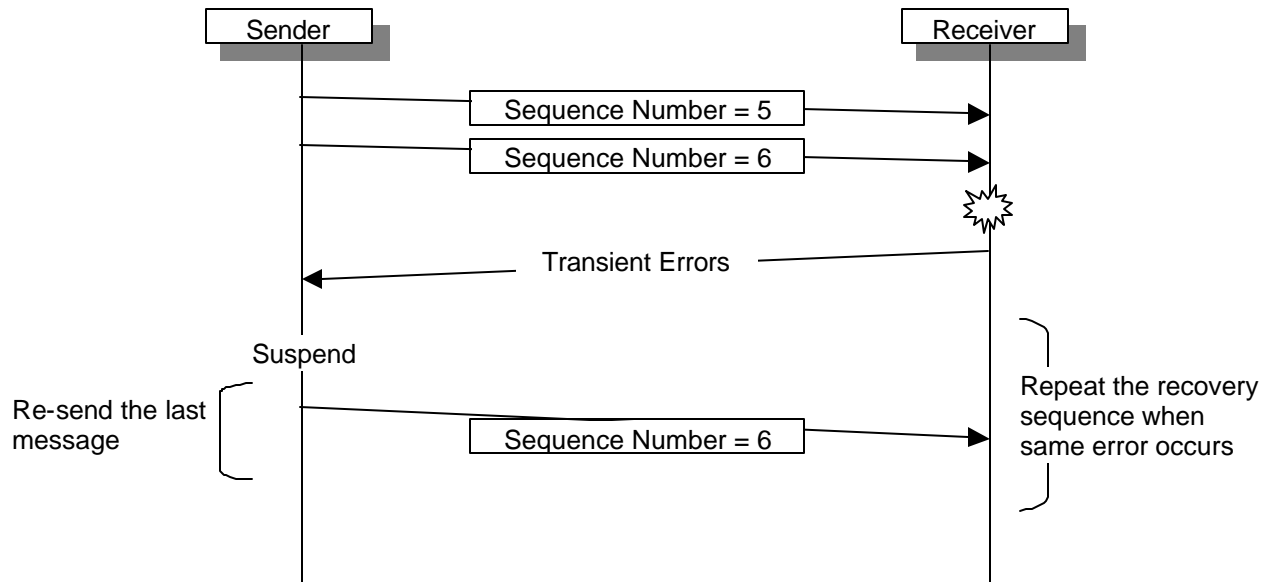 Sender
Receiver
Sequence Number = 5
Sequence Number = 6
Transient Errors
Suspend
Re-send the last
message
Sequence Number = 6
Repeat the recovery
sequence when
same error occurs